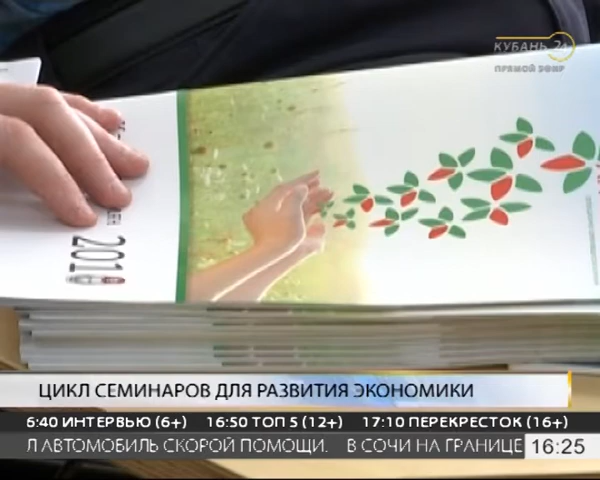 КУБАНЬ 24
ПРЯМОЙ ЭФИР
201
ЦИКЛ СЕМИНАРОВ ДЛЯ РАЗВИТИЯ ЭКОНОМИКИ
6:40 ИНТЕРВЬЮ (6+) 16:50 ТОП 5 (12+) 17:10 ПЕРЕКРЕСТОК (16+)
Л АВТОМОБИЛЬ СКОРОЙ ПОМОЩИ. В СОЧИ НА ГРАНИЦЕ 16:25